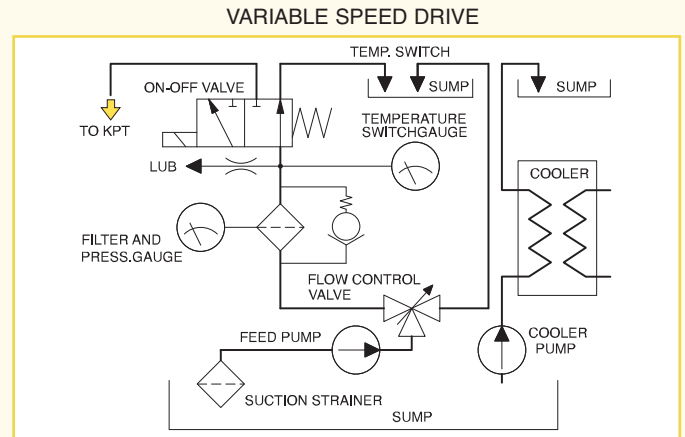 VARIABLE SPEED DRIVE
TEMP. SWITCH
ON-OFF VALVE
SUMP
SUMP
TO KPT
TEMPERATURE
SWITCHGAUGE
LUB
COOLER
FILTER AND
PRESS.GAUGE
FLOW CONTROL
VALVE
FEED PUMP
COOLER
PUMP
SUCTION STRAINER
SUMP